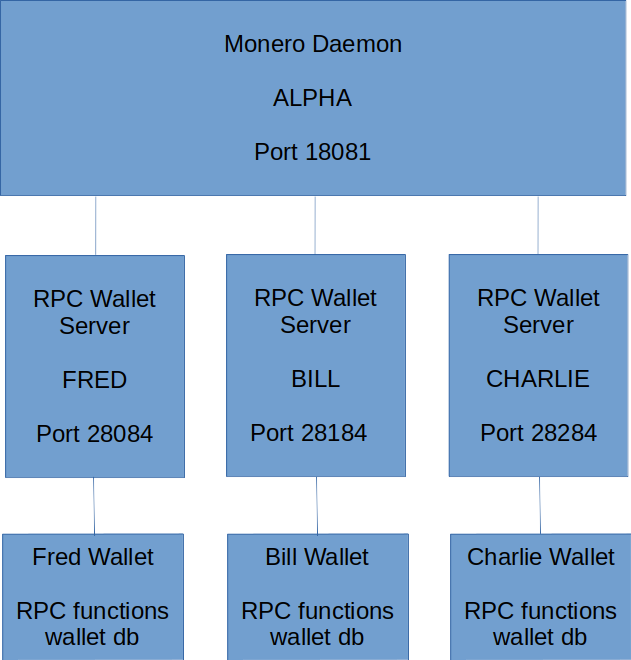 Monero Daemon
ALPHA
Port 18081
RPC Wallet
Server
FRED
Port 28084
RPC Wallet
Server
BILL
Port 28184
RPC Wallet
Server
CHARLIE
Port 28284
Fred Wallet
RPC functions
wallet db
Bill Wallet
RPC functions
wallet db
Charlie Wallet
RPC functions
wallet db